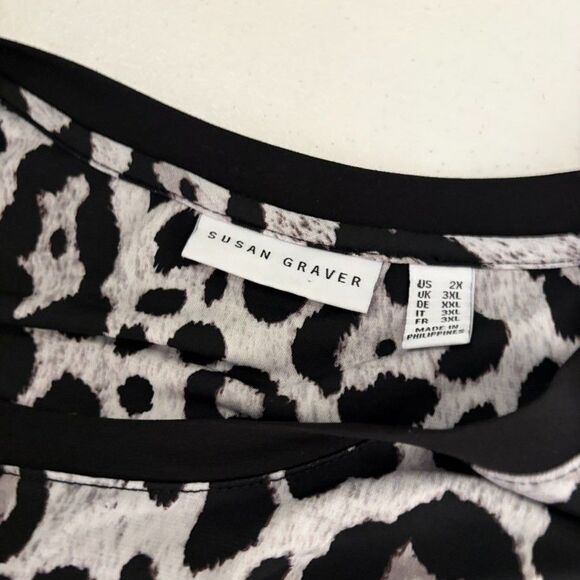 SUSAN GRAVER
US 2X
UK 3XL
DE XXL
IT 3XL
FR 3XL
MADE IN
PHILIPPINES